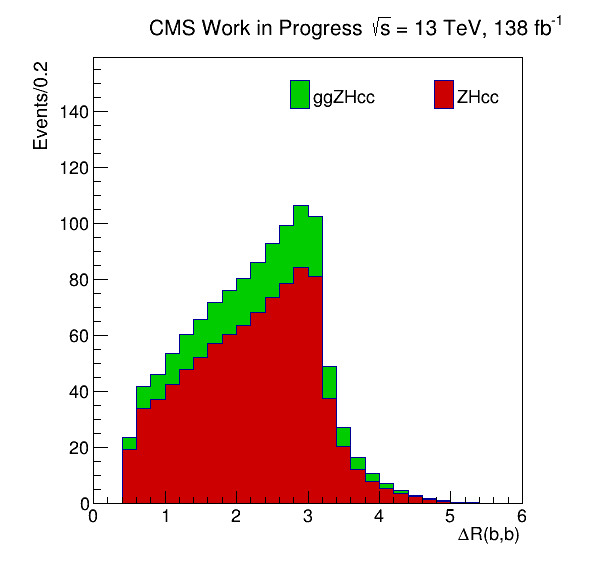 CMS Work in Progress √s = 13 TeV, 138 fb⁻¹
Events/0.2
ggZHcc ZHcc
140
120
100
80
60
40
20
0
0 1 2 3 4 5 6
ΔR(b,b)